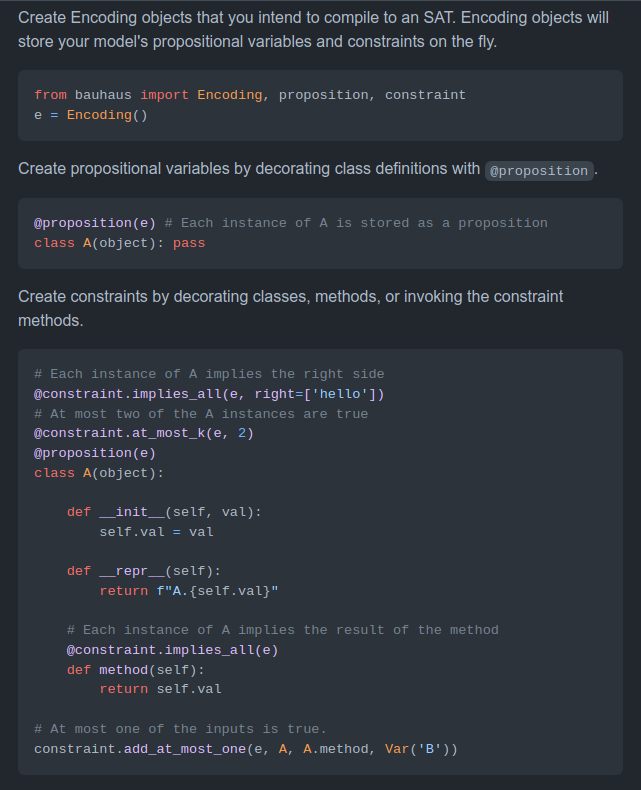 Create Encoding objects that you intend to compile to an SAT. Encoding objects will
store your model's propositional variables and constraints on the fly.
from bauhaus import Encoding, proposition, constraint
e = Encoding()
Create propositional variables by decorating class definitions with @proposition.
@proposition(e) # Each instance of A is stored as a proposition
class A(object): pass
Create constraints by decorating classes, methods, or invoking the constraint
methods.
# Each instance of A implies the right side
@constraint.implies_all(e, right=['hello'])
# At most two of the A instances are true
@constraint.at_most_k(e, 2)
@proposition(e)
class A(object):
    def __init__(self, val):
        self.val = val
    def __repr__(self):
        return f"A.{self.val}"
    # Each instance of A implies the result of the method
    @constraint.implies_all(e)
    def method(self):
        return self.val
# At most one of the inputs is true.
constraint.add_at_most_one(e, A, A.method, Var('B'))